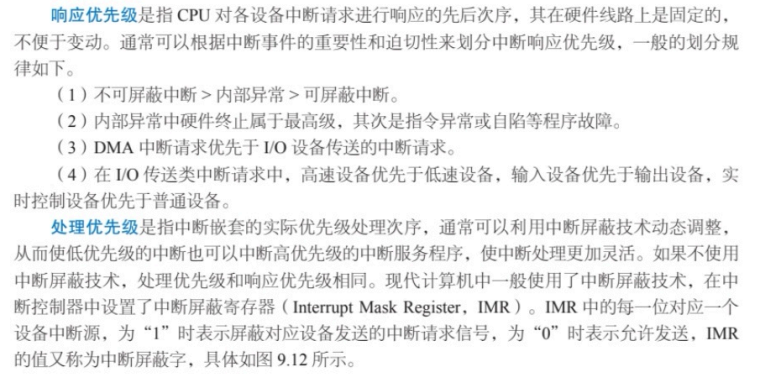 响应优先级是指 CPU 对各设备中断请求进行响应的先后次序，其在硬件线路上是固定的，
不便于变动。通常可以根据中断事件的重要性和迫切性来划分中断响应优先级，一般的划分规
律如下。
（1）不可屏蔽中断 > 内部异常 > 可屏蔽中断。
（2）内部异常中硬件终止属于最高级，其次是指令异常或自陷等程序故障。
（3）DMA 中断请求优先于 I/O 设备传送的中断请求。
（4）在 I/O 传送类中断请求中，高速设备优先于低速设备，输入设备优先于输出设备，实
时控制设备优先于普通设备。
处理优先级是指中断嵌套的实际优先级处理次序，通常可以利用中断屏蔽技术动态调整，
从而使低优先级的中断也可以中断高优先级的中断服务程序，使中断处理更加灵活。如果不使用
中断屏蔽技术，处理优先级和响应优先级相同。现代计算机中一般使用了中断屏蔽技术，在中
断控制器中设置了中断屏蔽寄存器（Interrupt Mask Register，IMR）。IMR 中的每一位对应一个
设备中断源，为“1”时表示屏蔽对应设备发送的中断请求信号，为“0”时表示允许发送，IMR
的值又称为中断屏蔽字，具体如图 9.12 所示。